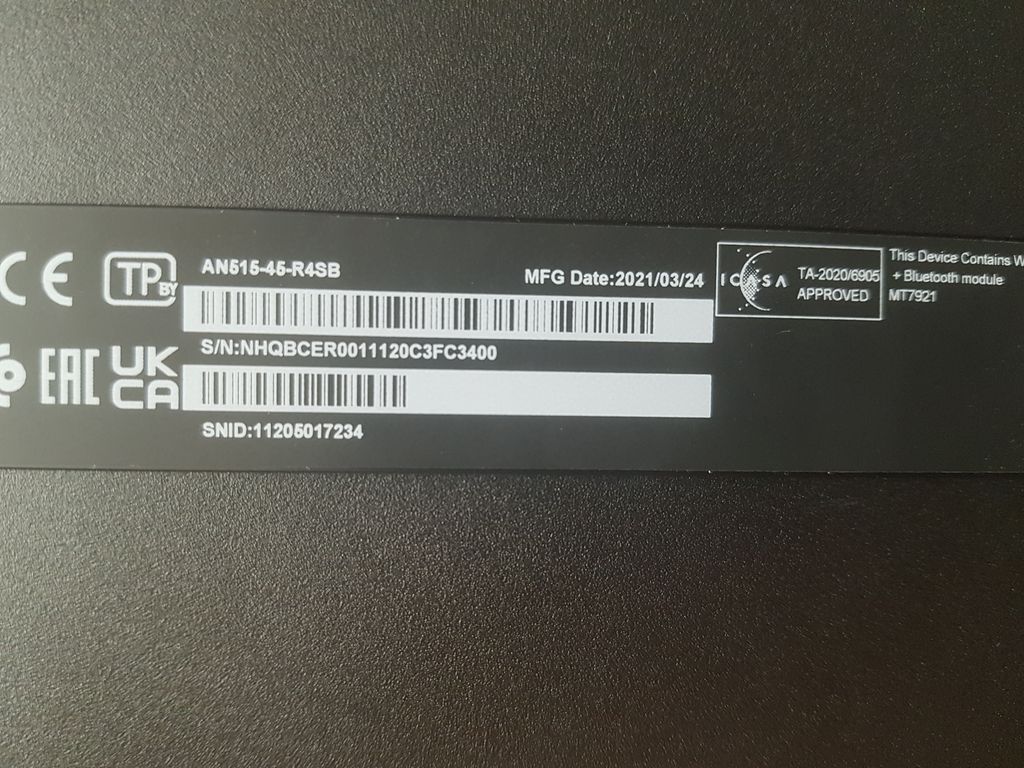 CE
TP
BY
AN515-45-R4SB
MFG Date:2021/03/24
S/N:NHQBCER0011120C3FC3400
EAC
UK
CA
SNID:11205017234
ICASA
TA-2020/6905
APPROVED
This Device Contains W
+ Bluetooth module
MT7921